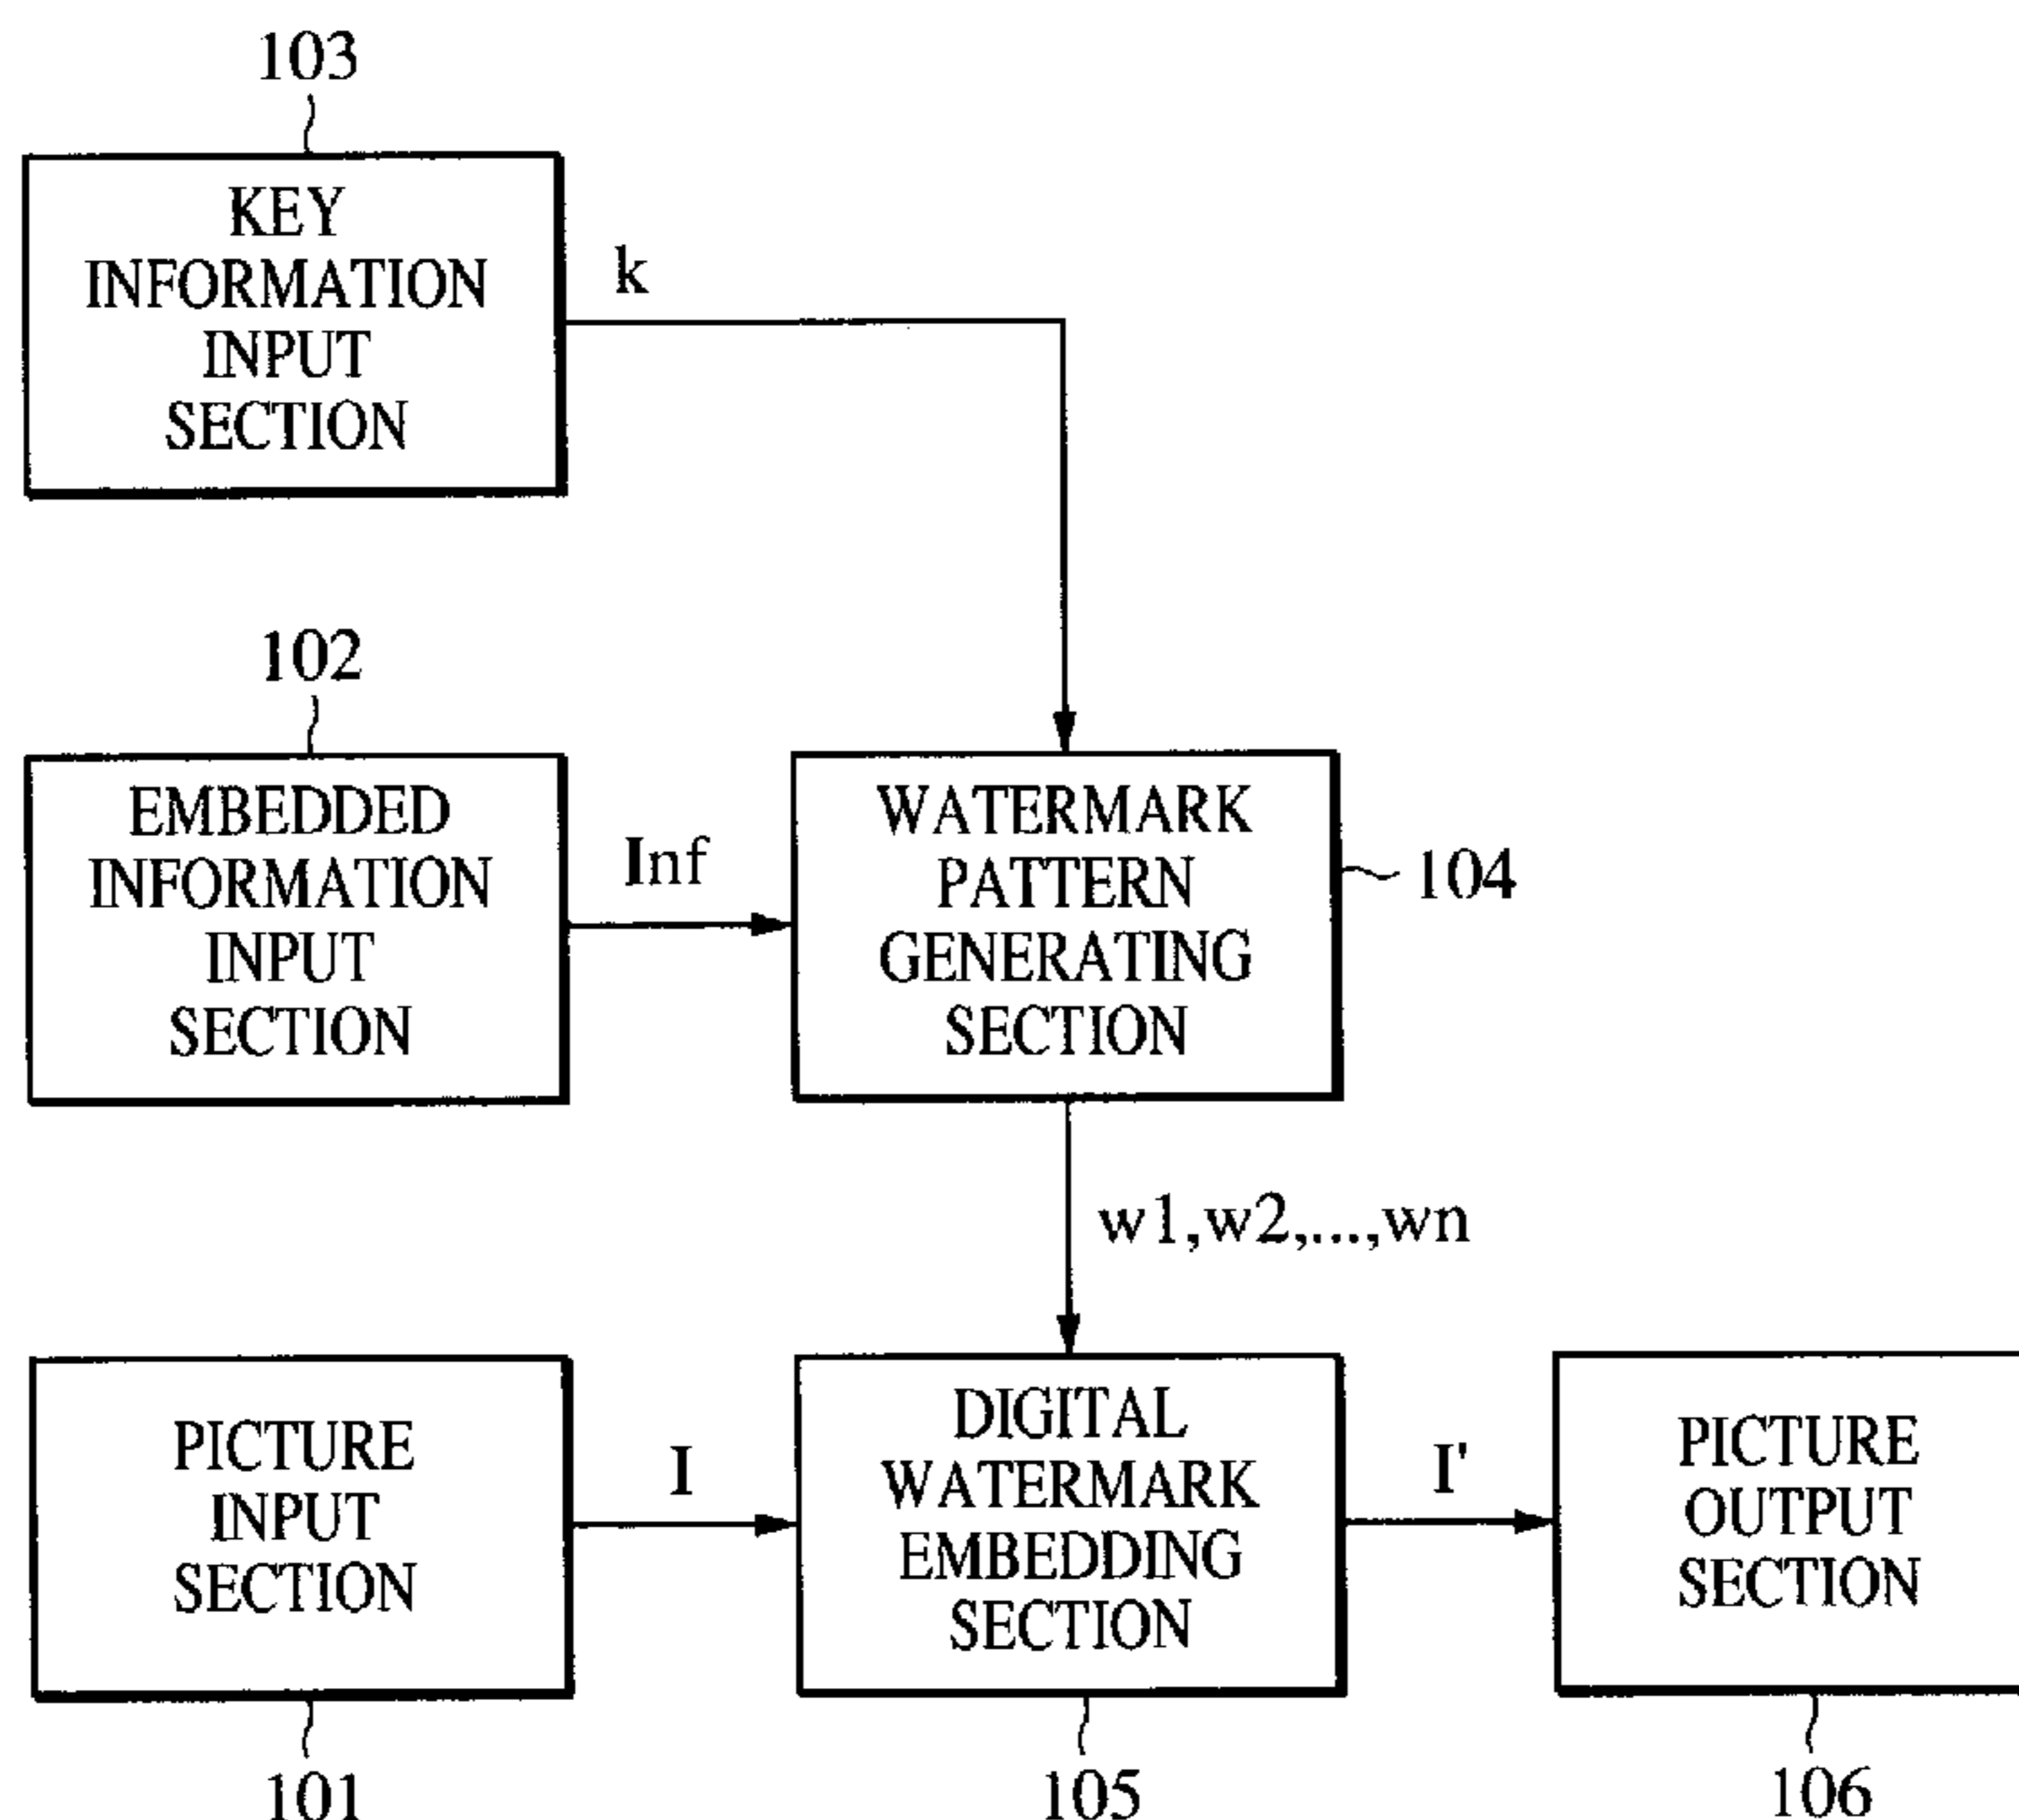 103
KEY
INFORMATION
INPUT
SECTION
k
102
EMBEDDED
INFORMATION
INPUT
SECTION
Inf
WATERMARK
PATTERN
GENERATING
SECTION
104
w1,w2,...,wn
PICTURE
INPUT
SECTION
I
DIGITAL
WATERMARK
EMBEDDING
SECTION
I'
PICTURE
OUTPUT
SECTION
101
105
106